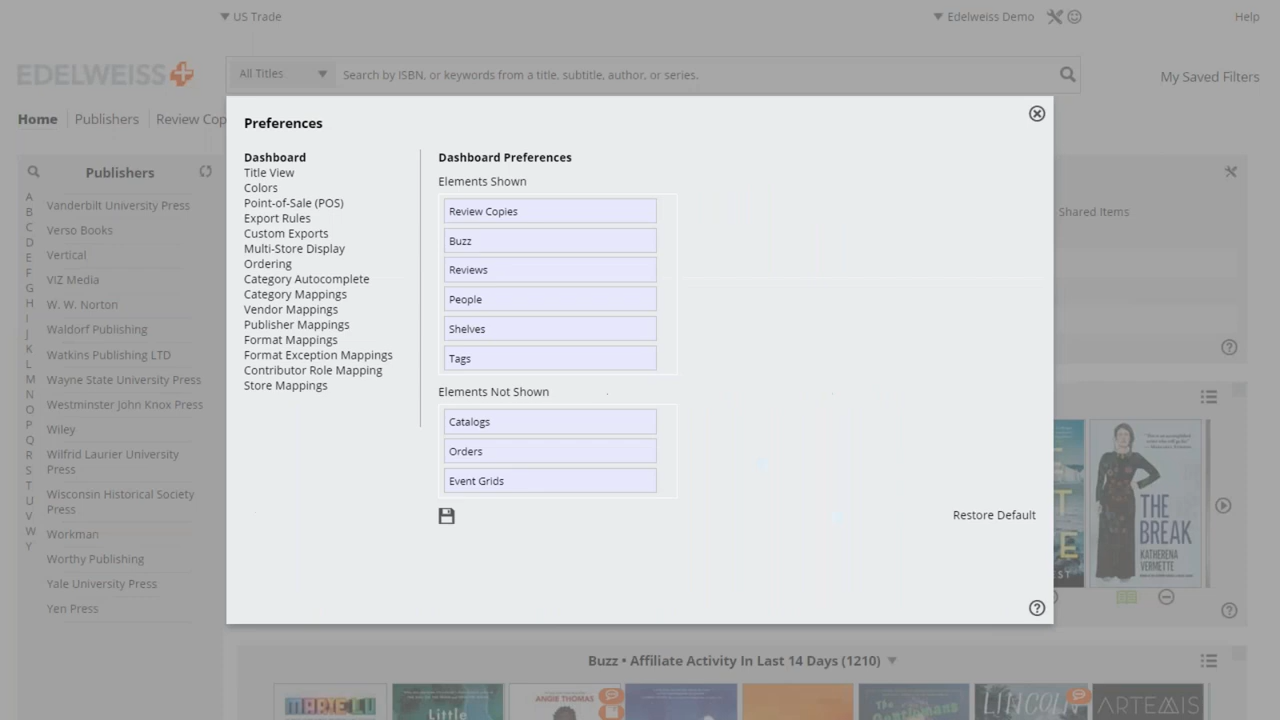 US Trade
Edelweiss Demo
Help
EDELWEISS
All Titles
Search by ISBN, or keywords from a title, subtitle, author, or series.
My Saved Filters
Home
Publishers
Review Cop
Preferences
Dashboard
Title View
Colors
Point-of-Sale (POS)
Export Rules
Custom Exports
Multi-Store Display
Ordering
Category Autocomplete
Category Mappings
Vendor Mappings
Publisher Mappings
Format Mappings
Format Exception Mappings
Contributor Role Mapping
Store Mappings
Dashboard Preferences
Elements Shown
Review Copies
Buzz
Reviews
People
Shelves
Tags
Elements Not Shown
Catalogs
Orders
Event Grids
Restore Default
Publishers
A
B
C
D
E
F
G
H
I
J
K
L
M
N
O
P
Q
R
S
T
U
V
W
Y
Vanderbilt University Press
Verso Books
Vertical
VIZ Media
W. W. Norton
Waldorf Publishing
Watkins Publishing LTD
Wayne State University Press
Westminster John Knox Press
Wiley
Wilfrid Laurier University
Press
Wisconsin Historical Society
Press
Workman
Worthy Publishing
Yale University Press
Yen Press
Shared Items
THE
BREAK
KATHERENA
VERMETTE
Buzz • Affiliate Activity In Last 14 Days (1210)
MARIE LU
Little
ANGIE THOMAS
The
Gentlemans
LINCOLN
ARTEMIS